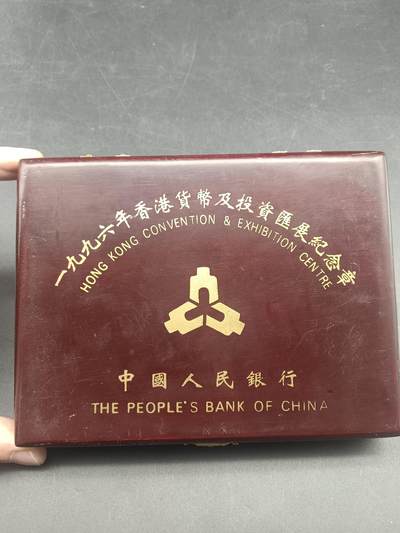 一九九六年香港貨幣及投資匯展紀念章
HONG KONG CONVENTION & EXHIBITION CENTRE
中國人民銀行
THE PEOPLE'S BANK OF CHINA